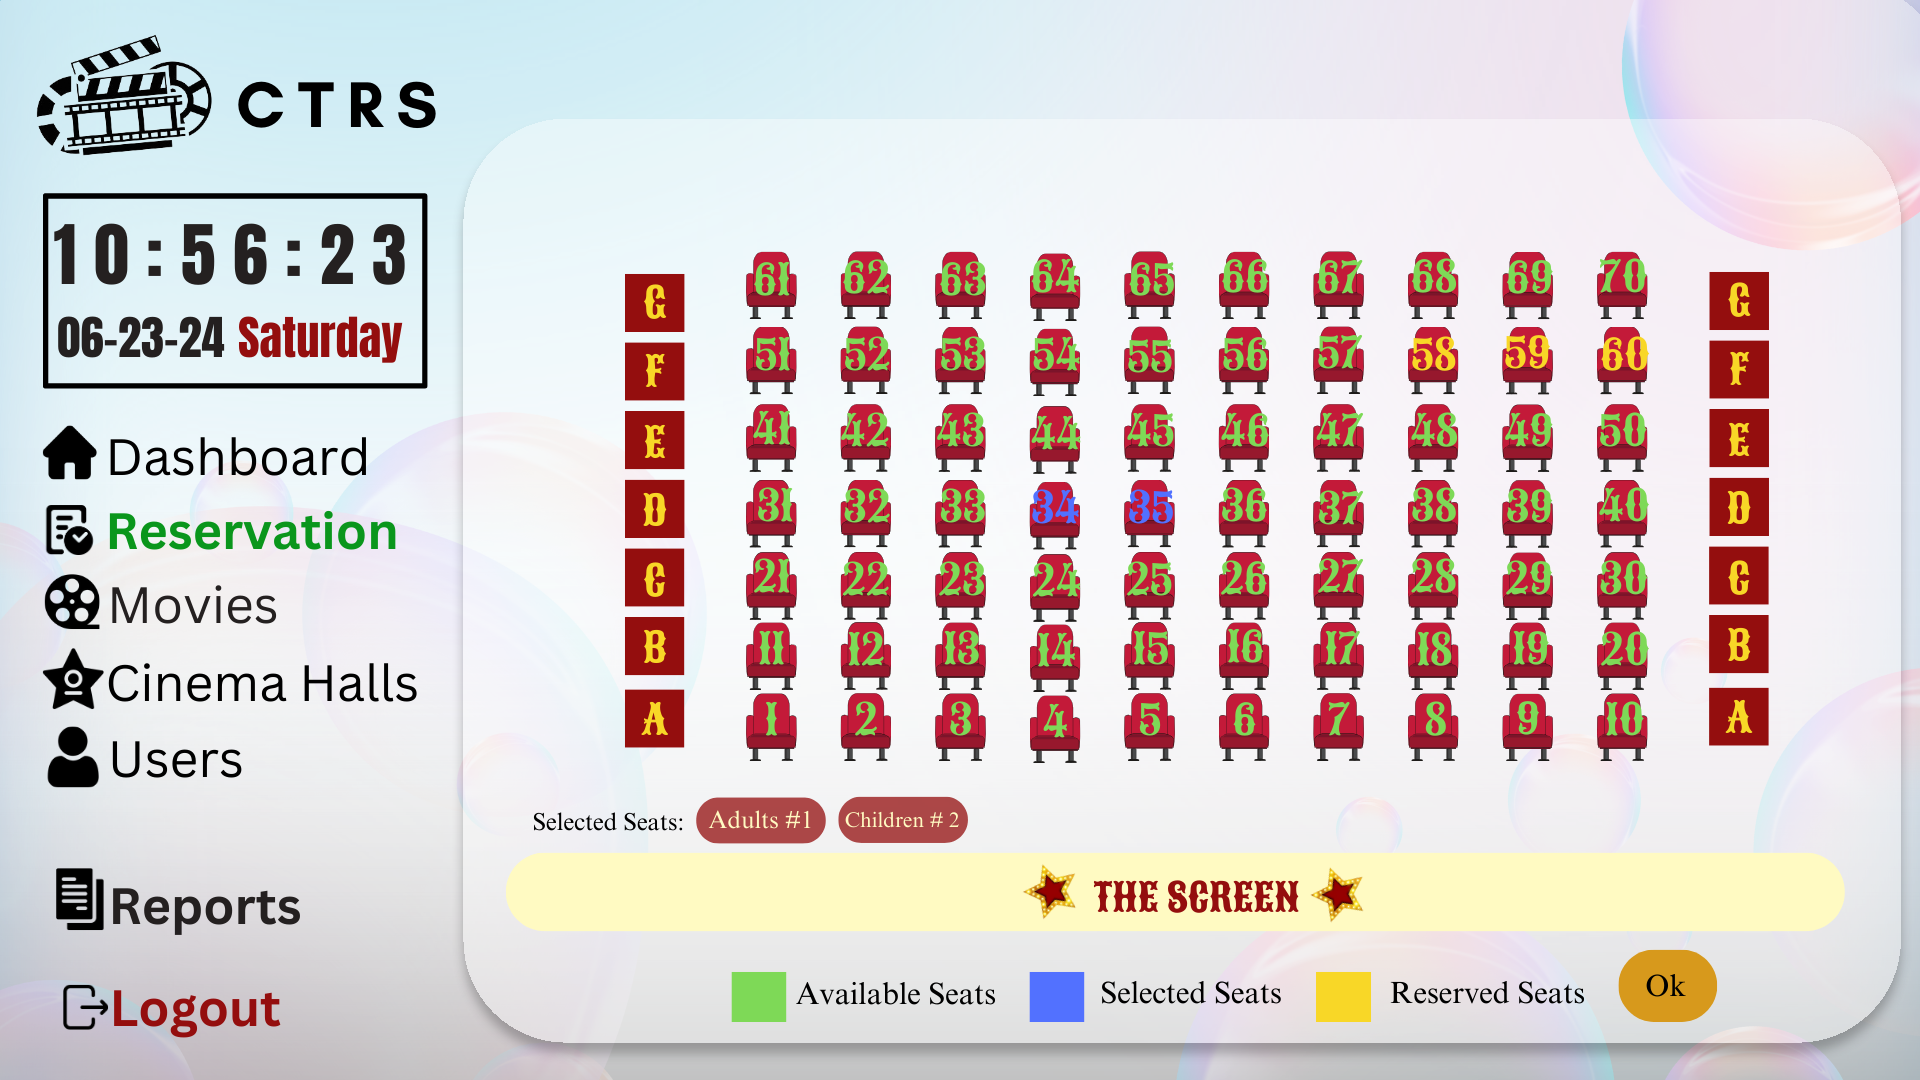 CTRS
10:56:23
06-23-24 Saturday
Dashboard
Reservation
Movies
Cinema Halls
Users
Reports
Logout
G 61 62 63 64 65 66 67 68 69 70 G
F 51 52 53 54 55 56 57 58 59 60 F
E 41 42 43 44 45 46 47 48 49 50 E
D 31 32 33 34 35 36 37 38 39 40 D
C 21 22 23 24 25 26 27 28 29 30 C
B 11 12 13 14 15 16 17 18 19 20 B
A 1 2 3 4 5 6 7 8 9 10 A
Selected Seats: Adults #1 Children # 2
THE SCREEN
Available Seats Selected Seats Reserved Seats Ok